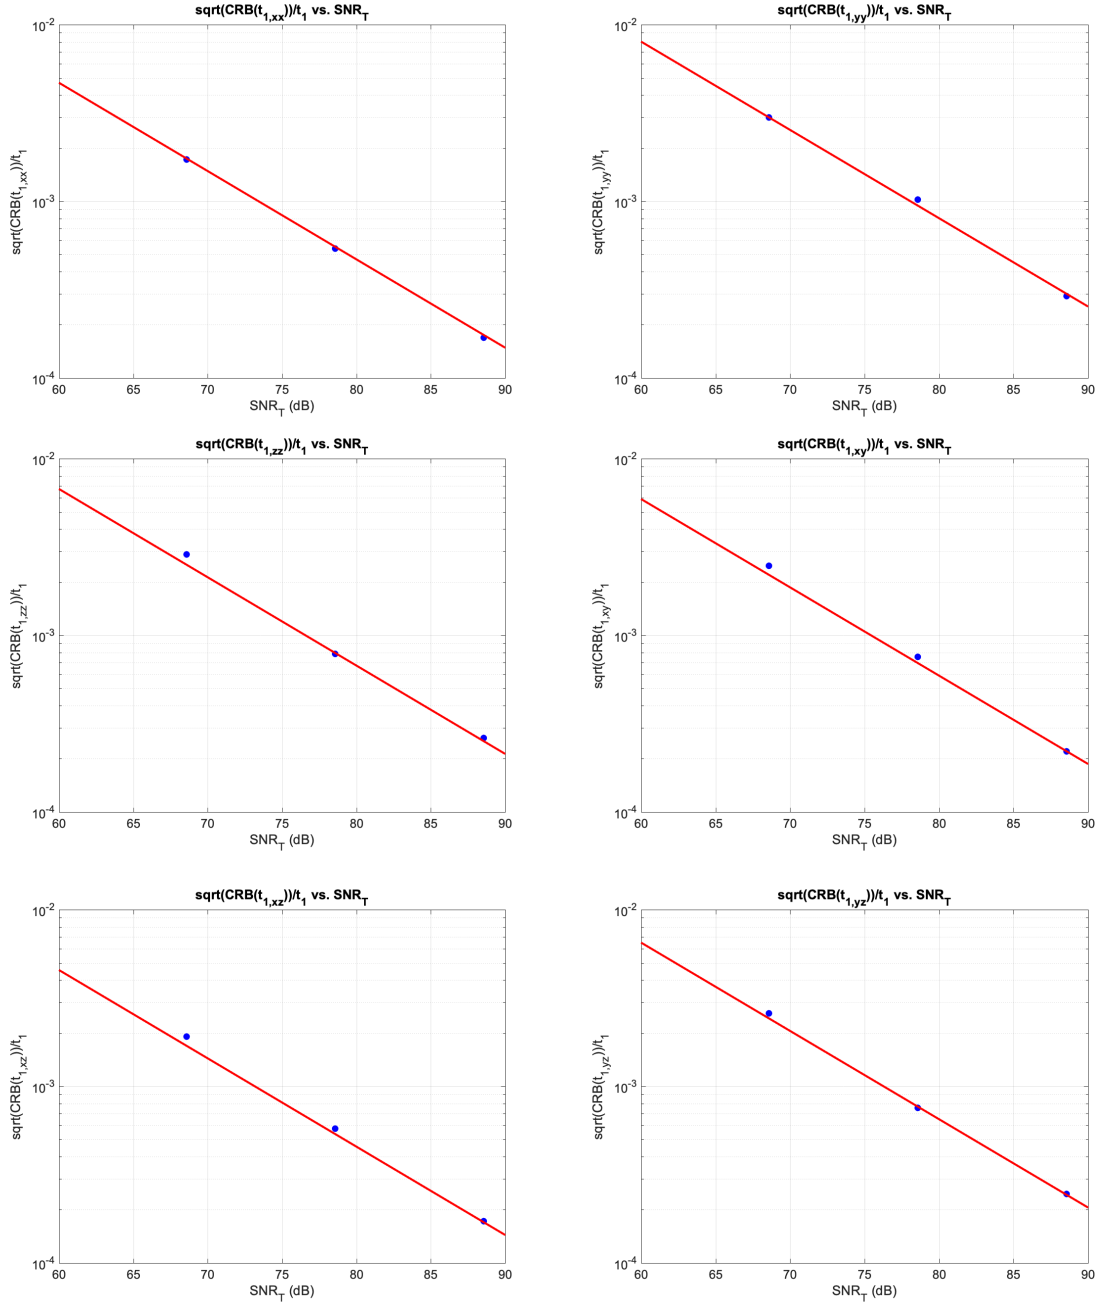 sqrt(CRB(t1,xx))/t1 vs. SNRT
10-2
10-3
10-4
sqrt(CRB(t1,xx))/t1
60 65 70 75 80 85 90
SNRT (dB)
sqrt(CRB(t1,yy))/t1 vs. SNRT
10-2
10-3
10-4
sqrt(CRB(t1,yy))/t1
60 65 70 75 80 85 90
SNRT (dB)
sqrt(CRB(t1,zz))/t1 vs. SNRT
10-2
10-3
10-4
sqrt(CRB(t1,zz))/t1
60 65 70 75 80 85 90
SNRT (dB)
sqrt(CRB(t1,xy))/t1 vs. SNRT
10-2
10-3
10-4
sqrt(CRB(t1,xy))/t1
60 65 70 75 80 85 90
SNRT (dB)
sqrt(CRB(t1,xz))/t1 vs. SNRT
10-2
10-3
10-4
sqrt(CRB(t1,xz))/t1
60 65 70 75 80 85 90
SNRT (dB)
sqrt(CRB(t1,yz))/t1 vs. SNRT
10-2
10-3
10-4
sqrt(CRB(t1,yz))/t1
60 65 70 75 80 85 90
SNRT (dB)